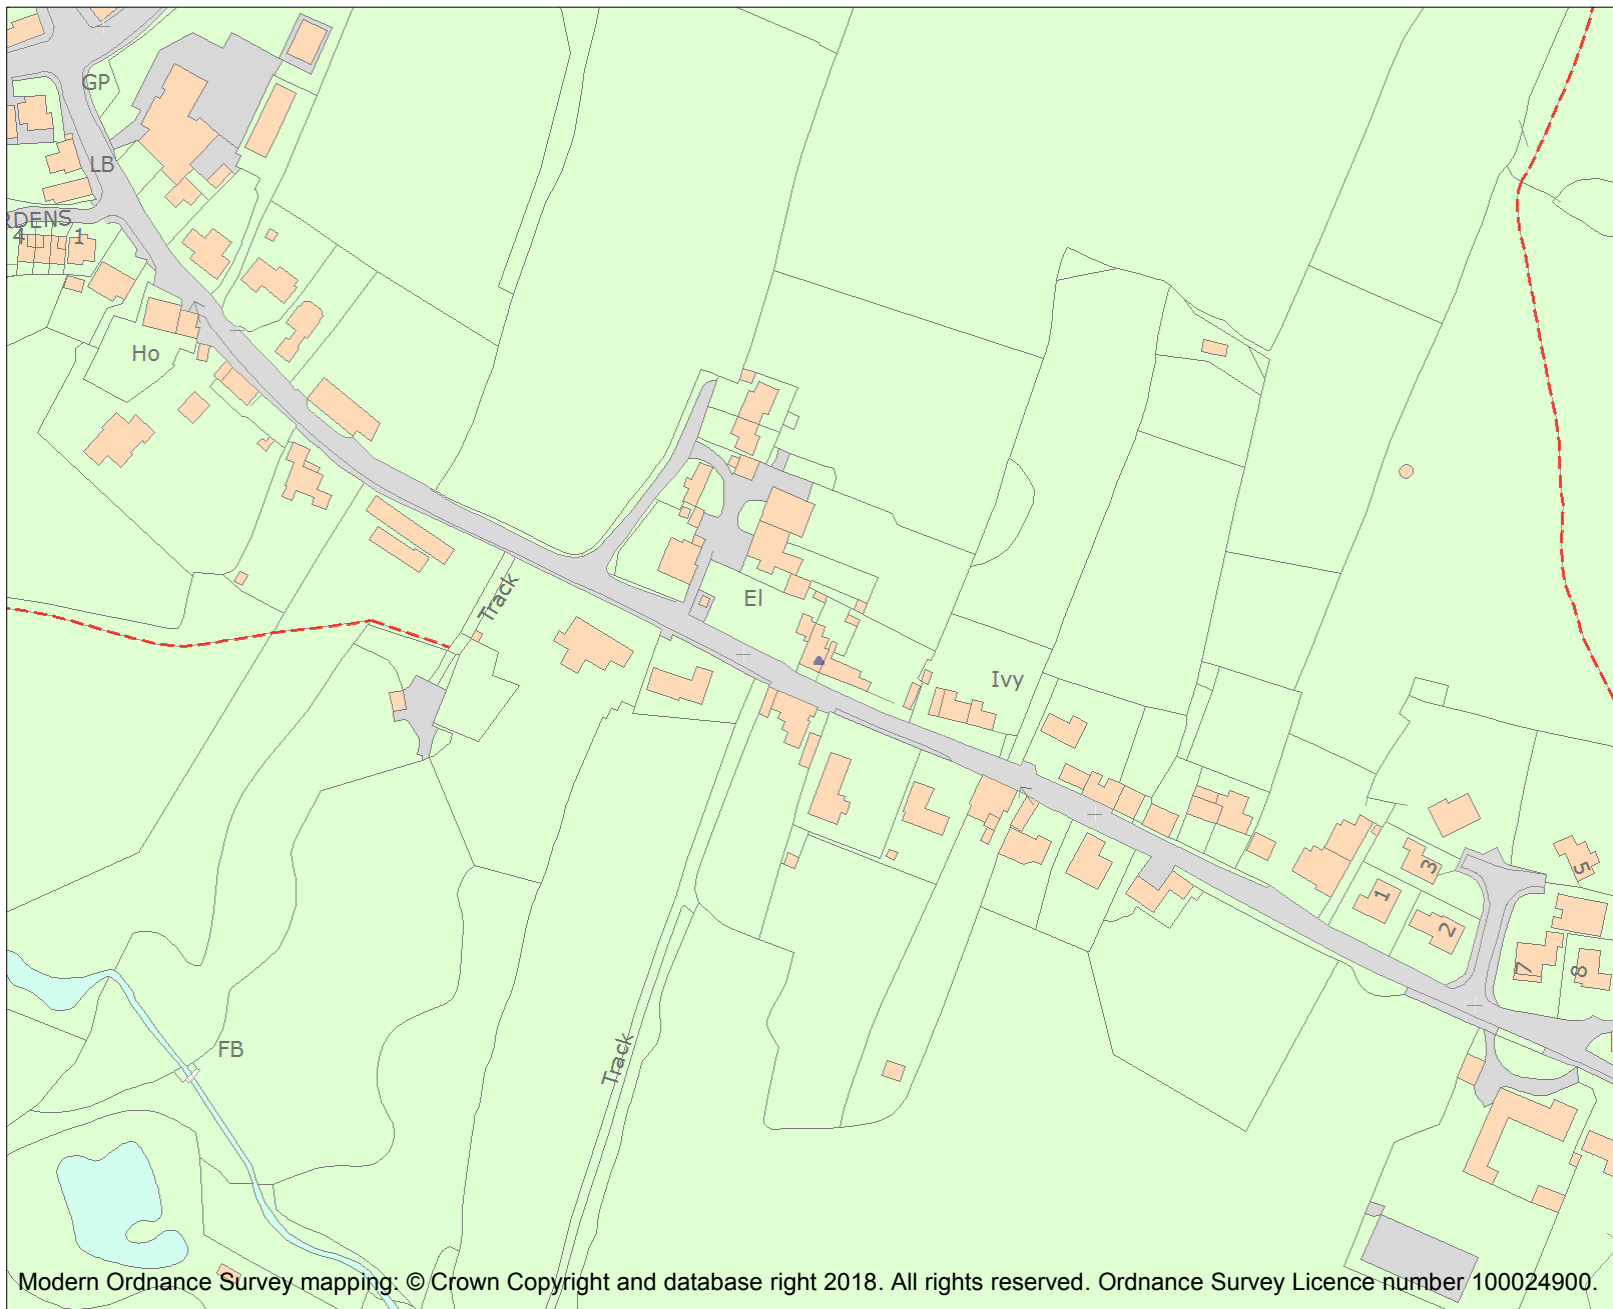 GP
LB
RDENS
4 1
Ho
Track
El
Ivy
3
5
1
2
7
8
FB
Track
Modern Ordnance Survey mapping: © Crown Copyright and database right 2018. All rights reserved. Ordnance Survey Licence number 100024900.